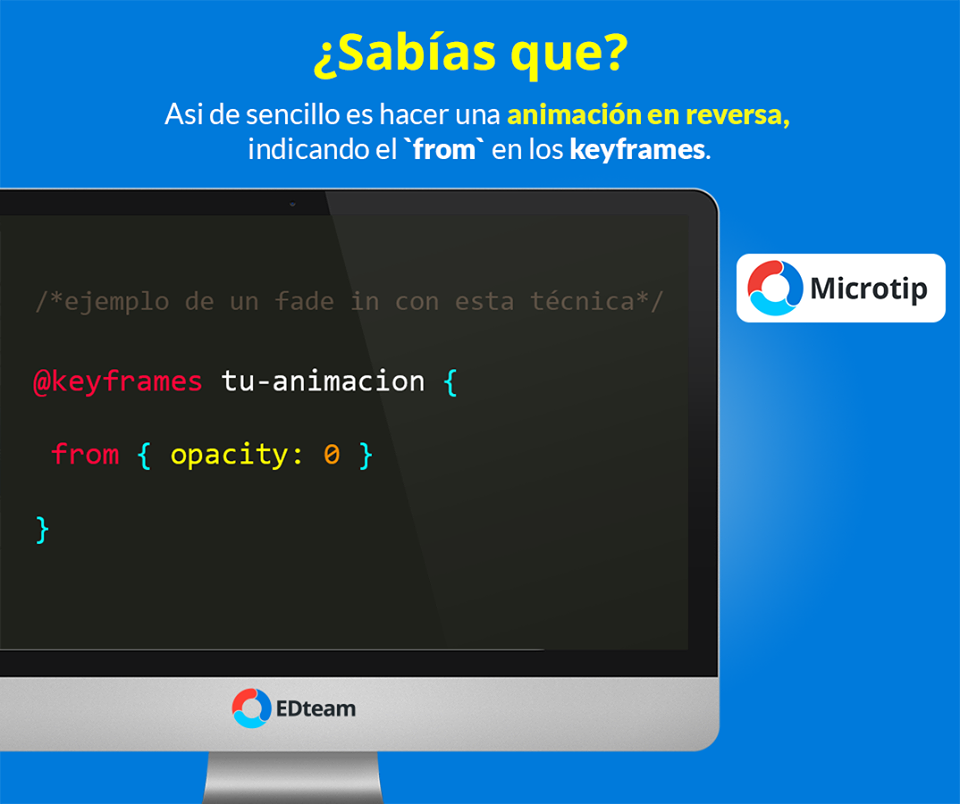 ¿Sabías que?
Asi de sencillo es hacer una animación en reversa,
indicando el `from` en los keyframes.
/*ejemplo de un fade in con esta técnica*/
@keyframes tu-animacion {
from { opacity: 0 }
}
Microtip
EDteam